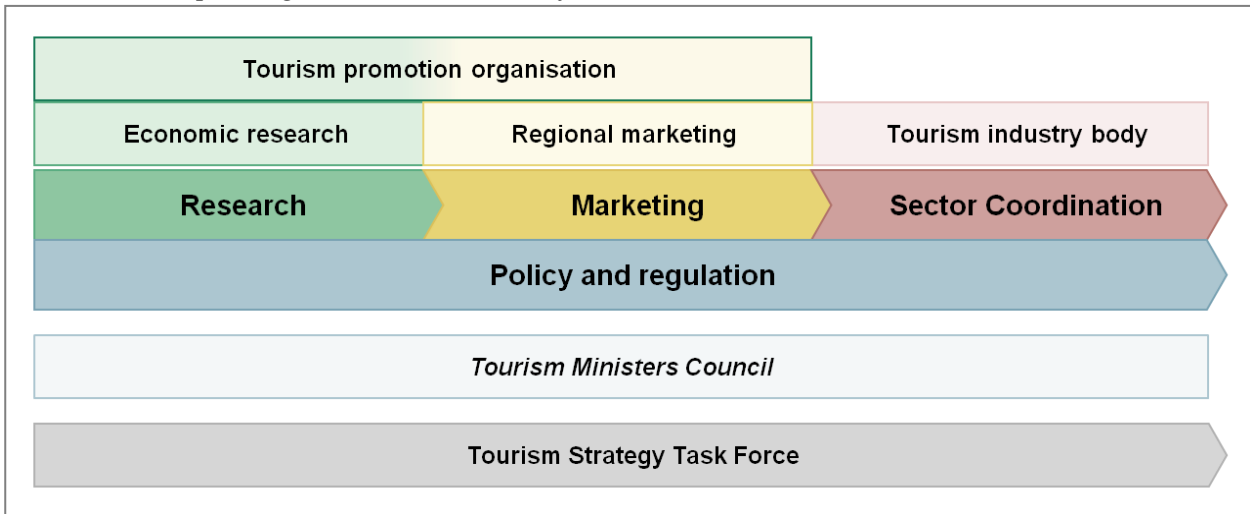 Tourism promotion organisation
Economic research
Regional marketing
Tourism industry body
Research
Marketing
Sector Coordination
Policy and regulation
Tourism Ministers Council
Tourism Strategy Task Force